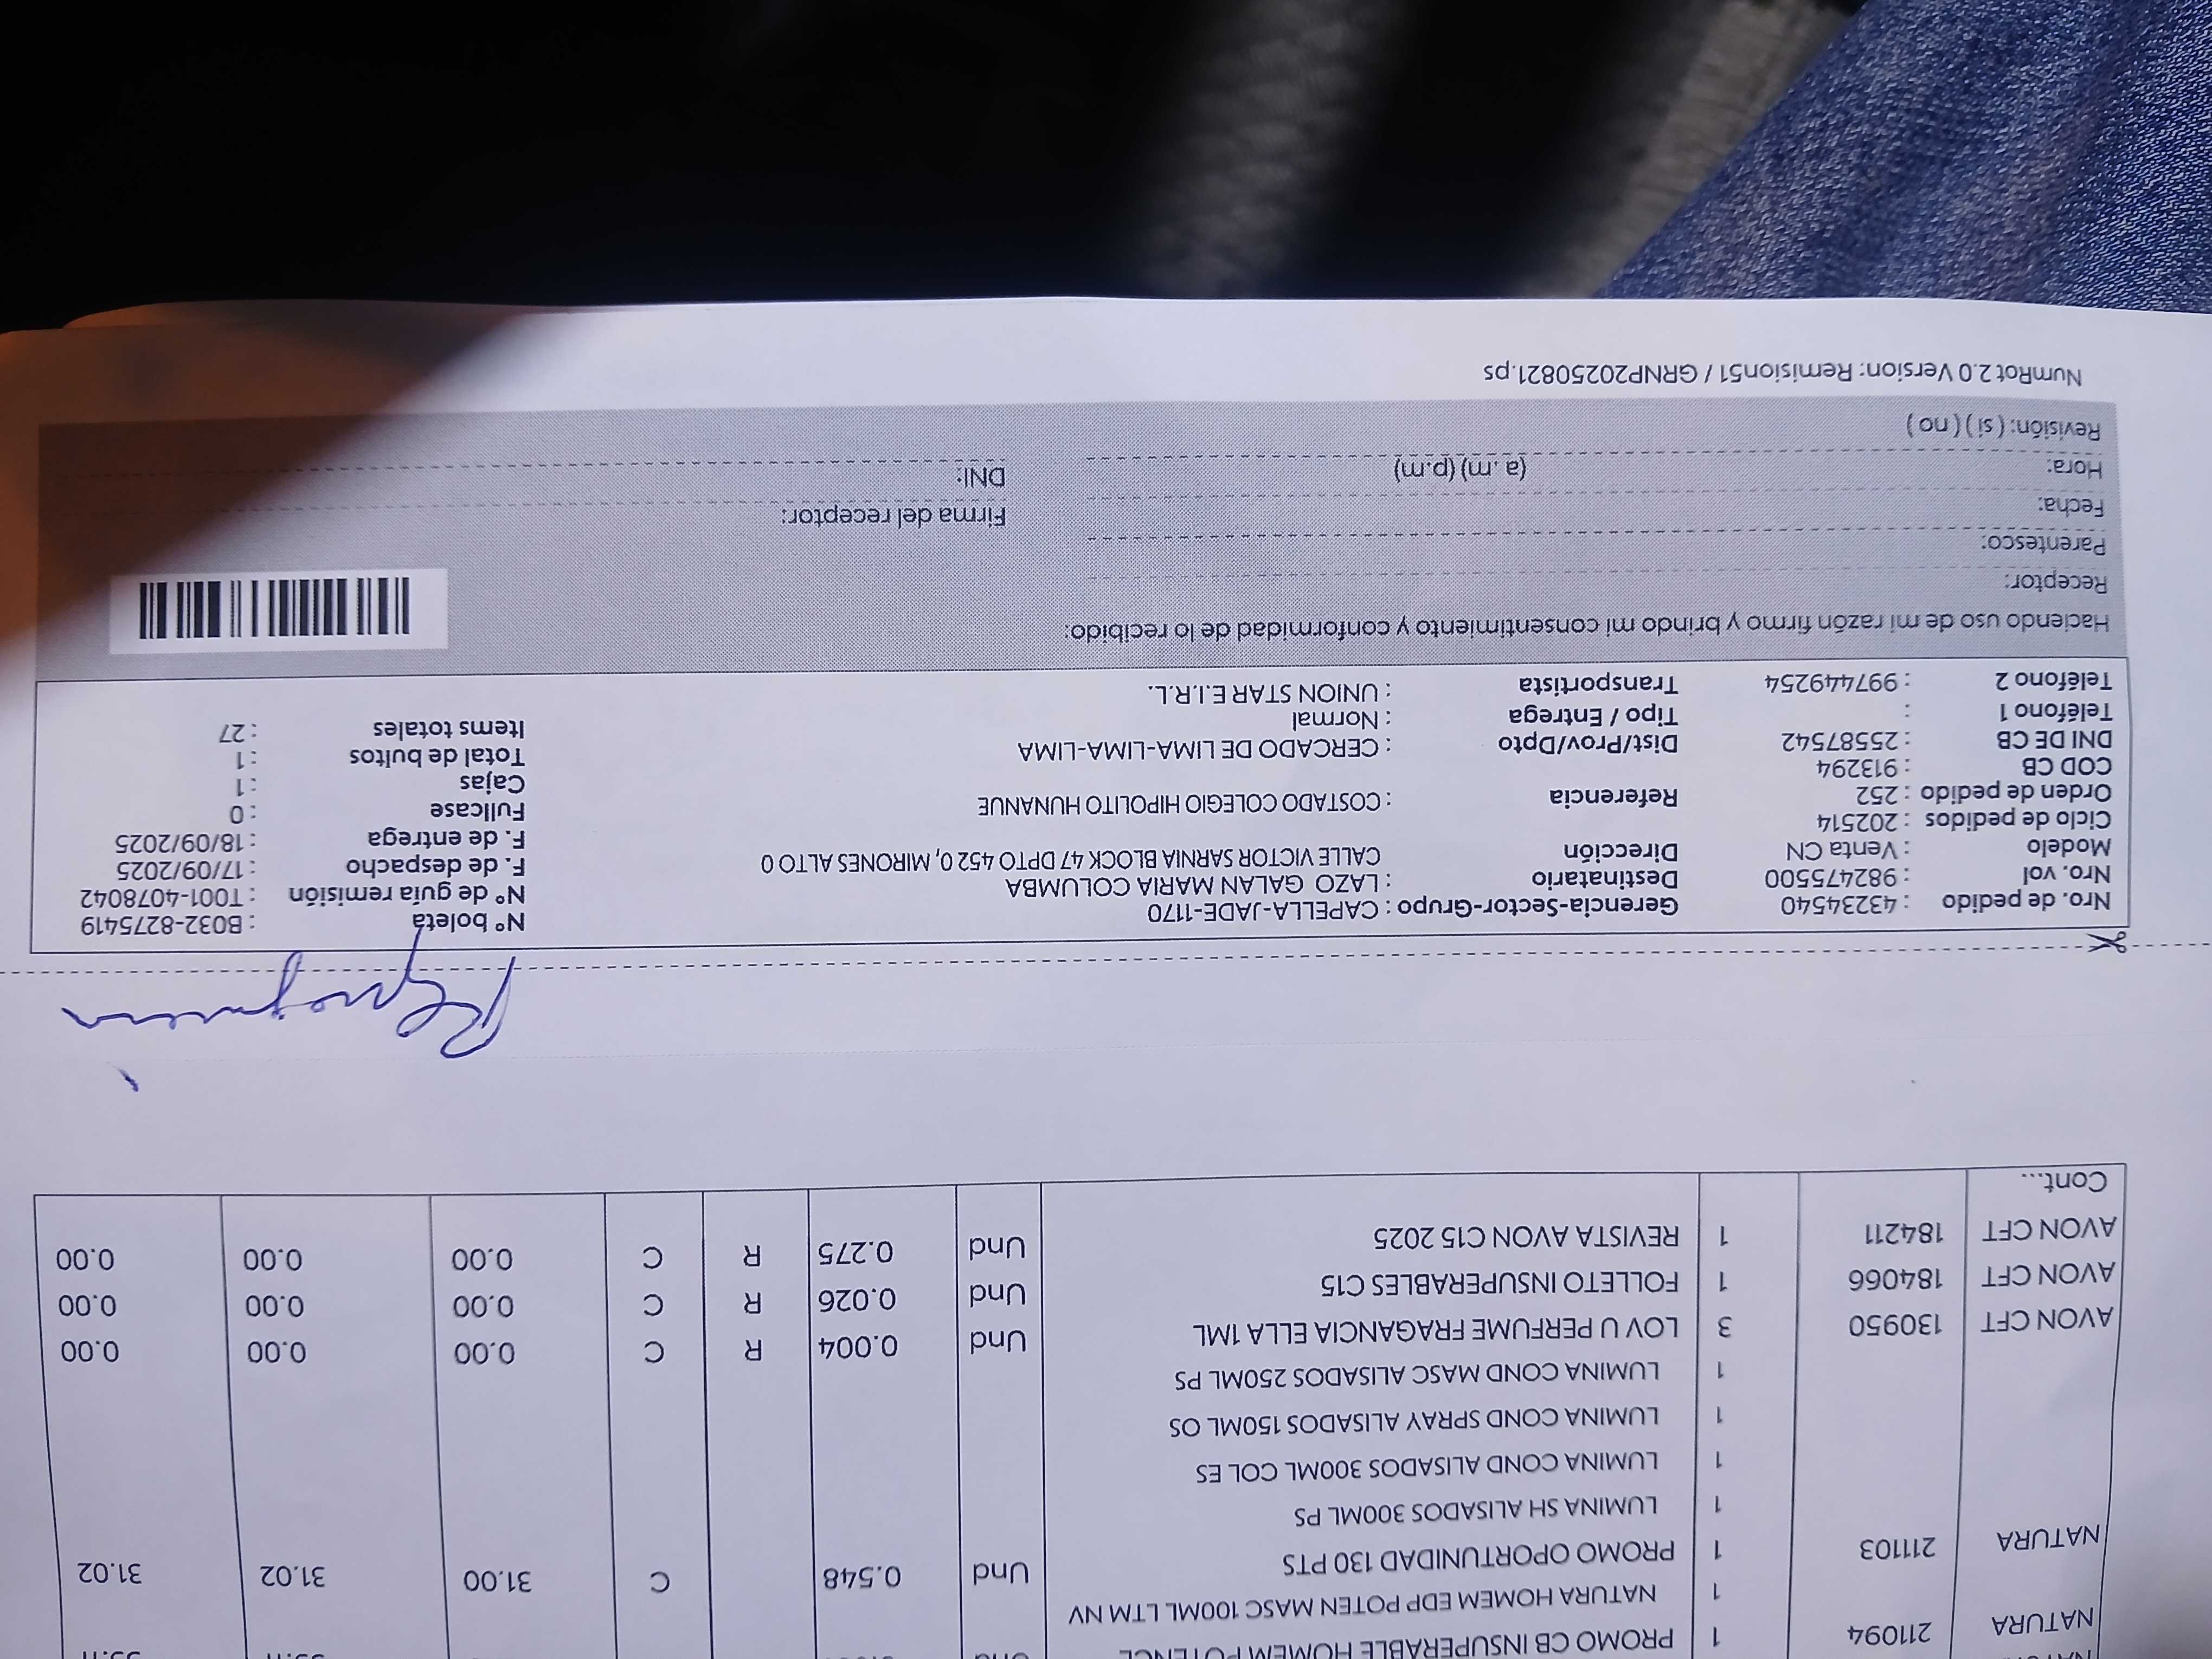 NATURA 211094 1 PROMO CB INSUPERABLE HOMEM POTENCE
1 NATURA HOMEM EDP POTEN MASC 100ML LTM NV
NATURA 211103 1 PROMO OPORTUNIDAD 130 PTS Und 0.548 C 31.00 31.02 31.02
1 LUMINA SH ALISADOS 300ML PS
1 LUMINA COND ALISADOS 300ML COL ES
1 LUMINA COND SPRAY ALISADOS 150ML OS
1 LUMINA COND MASC ALISADOS 250ML PS
AVON CFT 130950 3 LOV U PERFUME FRAGANCIA ELLA 1ML Und 0.004 R C 0.00 0.00 0.00
AVON CFT 184066 1 FOLLETO INSUPERABLES C15 Und 0.026 R C 0.00 0.00 0.00
AVON CFT 184211 1 REVISTA AVON C15 2025 Und 0.275 R C 0.00 0.00 0.00
Cont...
Nro. de pedido : 43234540 Gerencia-Sector-Grupo : CAPELLA-JADE-1170 N° boleta : B032-8275419
Nro. vol : 982475500 Destinatario : LAZO GALAN MARIA COLUMBA N° de guía remisión : T001-4078042
Modelo : Venta CN Dirección CALLE VICTOR SARNIAR BLOCK 47 DPTO 452 0, MIRONES ALTO 0 F. de despacho : 17/09/2025
Ciclo de pedidos : 202514 F. de entrega : 18/09/2025
Orden de pedido : 252 Referencia : COSTADO COLEGIO HIPOLITO HUNANUE Fullcase : 0
COD CB : 913294 Cajas : 1
DNI DE CB : 25587542 Dist/Prov/Dpto : CERCADO DE LIMA-LIMA-LIMA Total de bultos : 1
Teléfono 1 : Tipo / Entrega : Normal Items totales : 27
Teléfono 2 : 997449254 Transportista : UNION STAR E.I.R.L.
Haciendo uso de mi razón firmo y brindo mi consentimiento y conformidad de lo recibido:
Receptor:
Parentesco:
Fecha: Firma del receptor:
Hora: (a. m) (p.m) DNI:
Revisión: ( si ) ( no )
NumRot 2.0 Version: Remision51 / GRNP20250821.ps